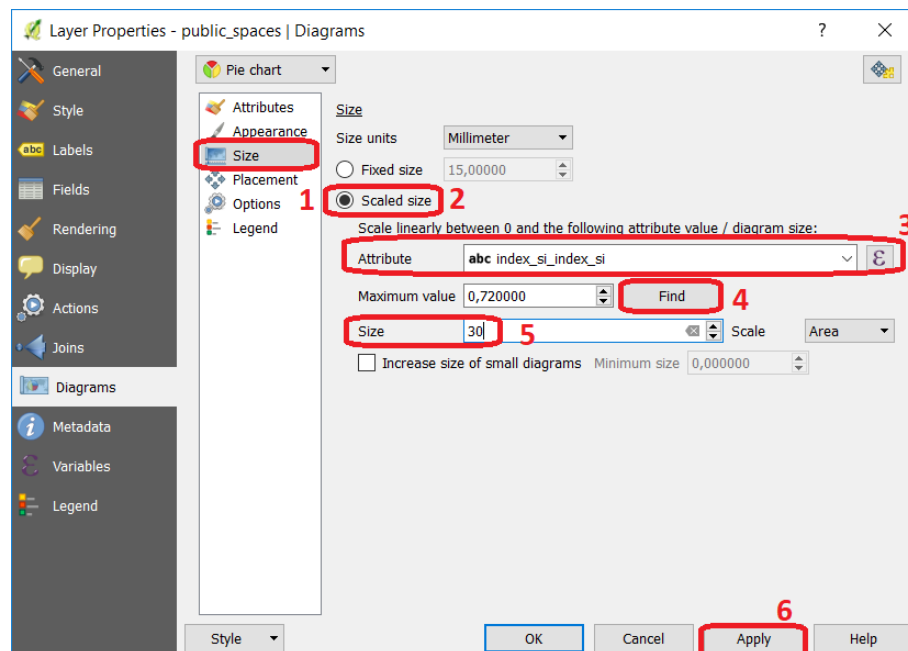 Layer Properties - public_spaces | Diagrams ?
General
Style
abc Labels
Fields
Rendering
Display
Actions
Joins
Diagrams
Metadata
Variables
Legend
Pie chart
Attributes
Appearance
Size
Placement
Options 1
Legend
Size
Size units Millimeter
Fixed size 15,00000
Scaled size 2
Scale linearly between 0 and the following attribute value / diagram size: 3
Attribute abc index_si_index_si ε
Maximum value 0,720000 Find 4
Size 30 5 Scale Area
Increase size of small diagrams Minimum size 0,000000
6
Style OK Cancel Apply Help